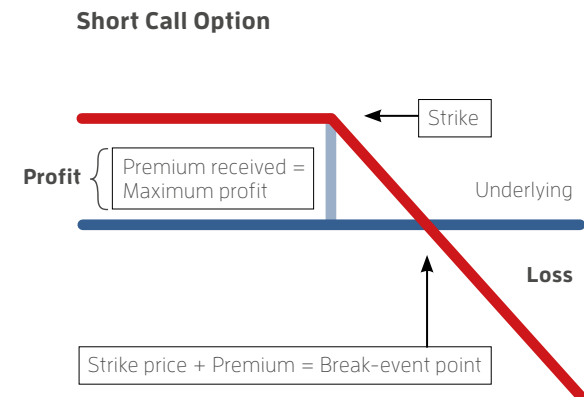 Short Call Option
Strike
Profit
Premium received =
Maximum profit
Underlying
Loss
Strike price + Premium = Break-event point